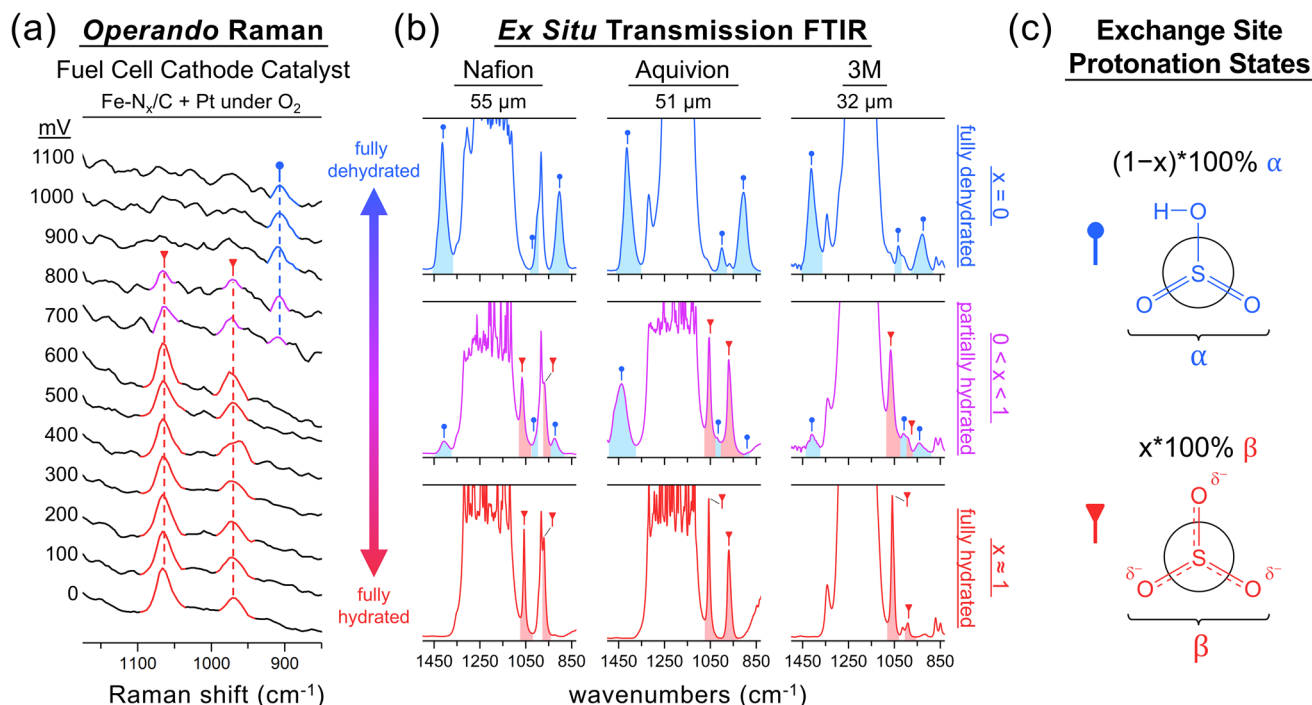 (a) Operando Raman
Fuel Cell Cathode Catalyst
Fe-Nx/C + Pt under O2
mV
1100
1000
900
800
700
600
500
400
300
200
100
0
1100 1000 900
Raman shift (cm-1)
fully
dehydrated
fully
hydrated
(b) Ex Situ Transmission FTIR
Nafion Aquivion 3M
55 µm 51 µm 32 µm
fully dehydrated
x = 0
partially hydrated
0 < x < 1
fully hydrated
x ≈ 1
1450 1250 1050 850 1450 1250 1050 850 1450 1250 1050 850
wavenumbers (cm-1)
(c) Exchange Site
Protonation States
(1−x)*100% α
H O
S
O O
α
x*100% β
δ−
O
S
δ− δ−
O O
β